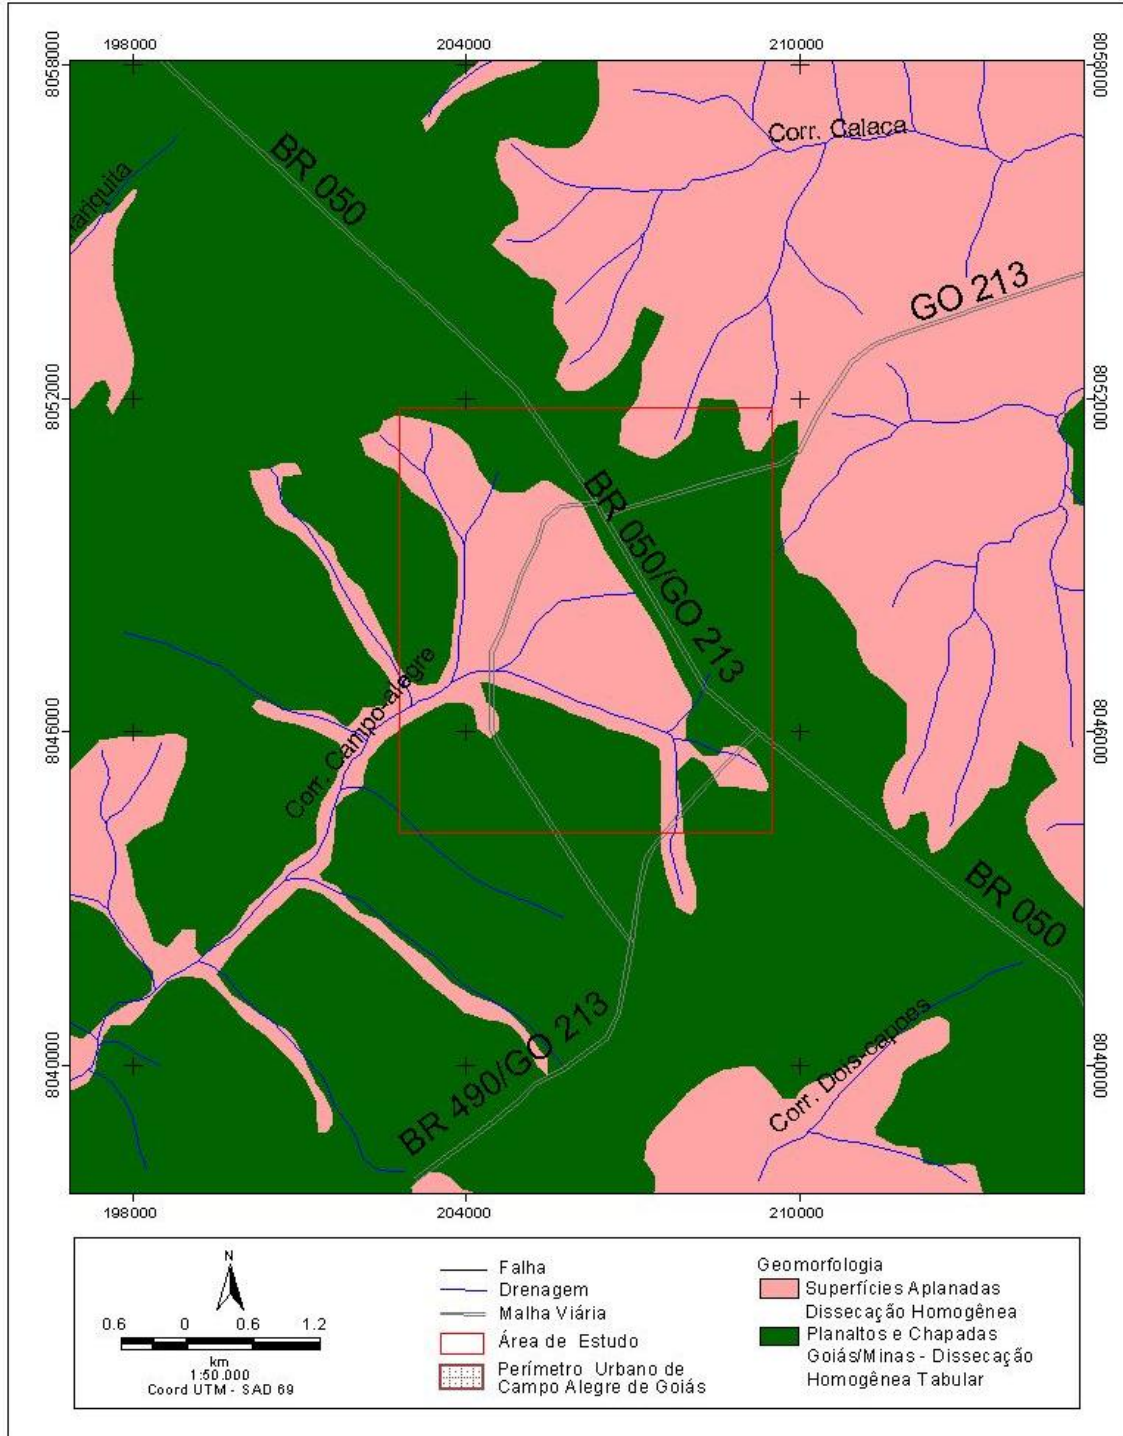 198000 204000 210000
8058000 8058000
Corr. Calaca
BR 050
GO 213
8052000 8052000
BR 050/GO 213
Corr. Campo-alegre
8046000 8046000
BR 050
BR 490/GO 213
Corr. Dois-capoes
8040000 8040000
198000 204000 210000
N
0.6 0 0.6 1.2
km
1:50.000
Coord UTM - SAD 69
Falha
Drenagem
Malha Viária
Área de Estudo
Perímetro Urbano de
Campo Alegre de Goiás
Geomorfologia
Superfícies Aplanadas
Dissecação Homogênea
Planaltos e Chapadas
Goiás/Minas - Dissecação
Homogênea Tabular